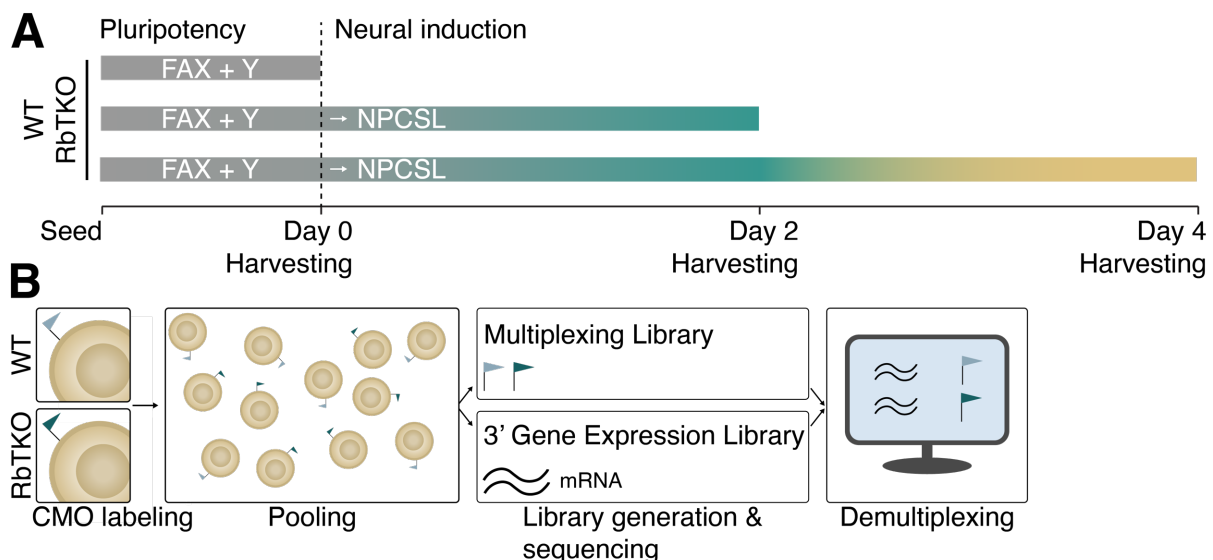 A
Pluripotency
Neural induction
WT
RbTKO
FAX + Y
FAX + Y → NPCSL
FAX + Y → NPCSL
Seed
Day 0
Harvesting
Day 2
Harvesting
Day 4
Harvesting
B
WT
RbTKO
CMO labeling
Pooling
Multiplexing Library
3’ Gene Expression Library
mRNA
Library generation &
sequencing
Demultiplexing